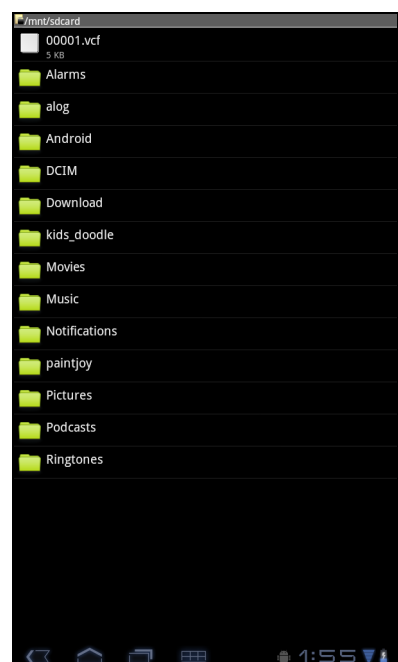 /mnt/sdcard
00001.vcf
5 KB
Alarms
alog
Android
DCIM
Download
kids_doodle
Movies
Music
Notifications
paintjoy
Pictures
Podcasts
Ringtones
1:55